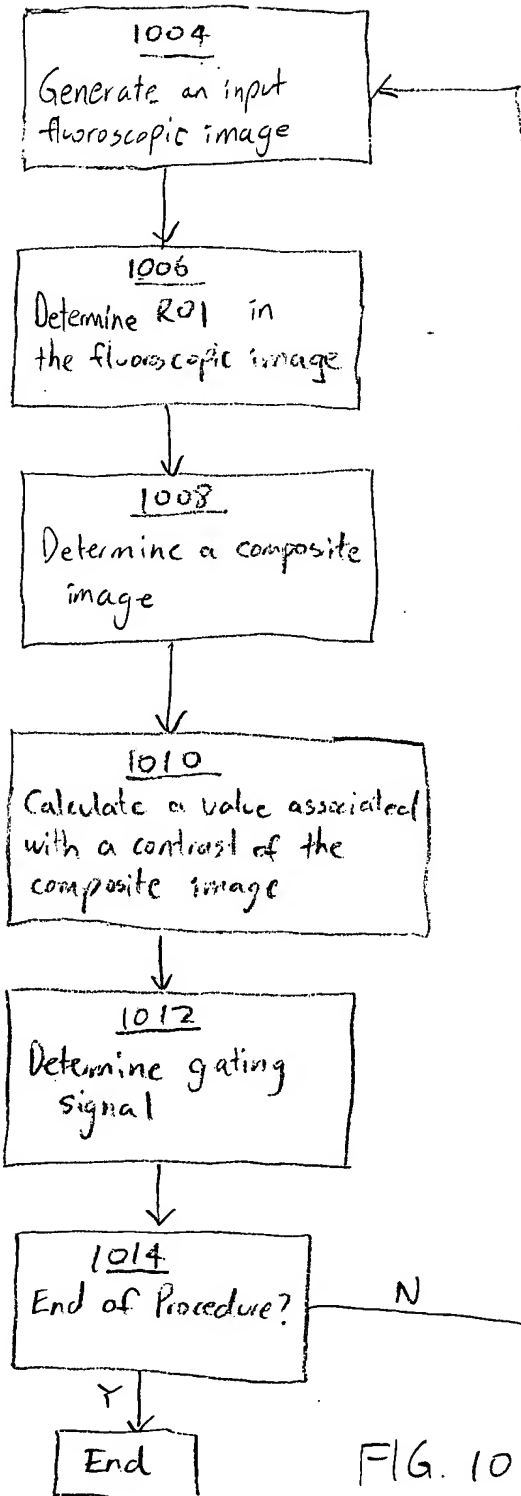 1004
Generate an input
fluoroscopic image
1006
Determine ROI in
the fluoroscopic image
1008
Determine a composite
image
1010
Calculate a value associated
with a contrast of the
composite image
1012
Determine gating
signal
1014
End of Procedure?
N
Y
End
FIG. 10